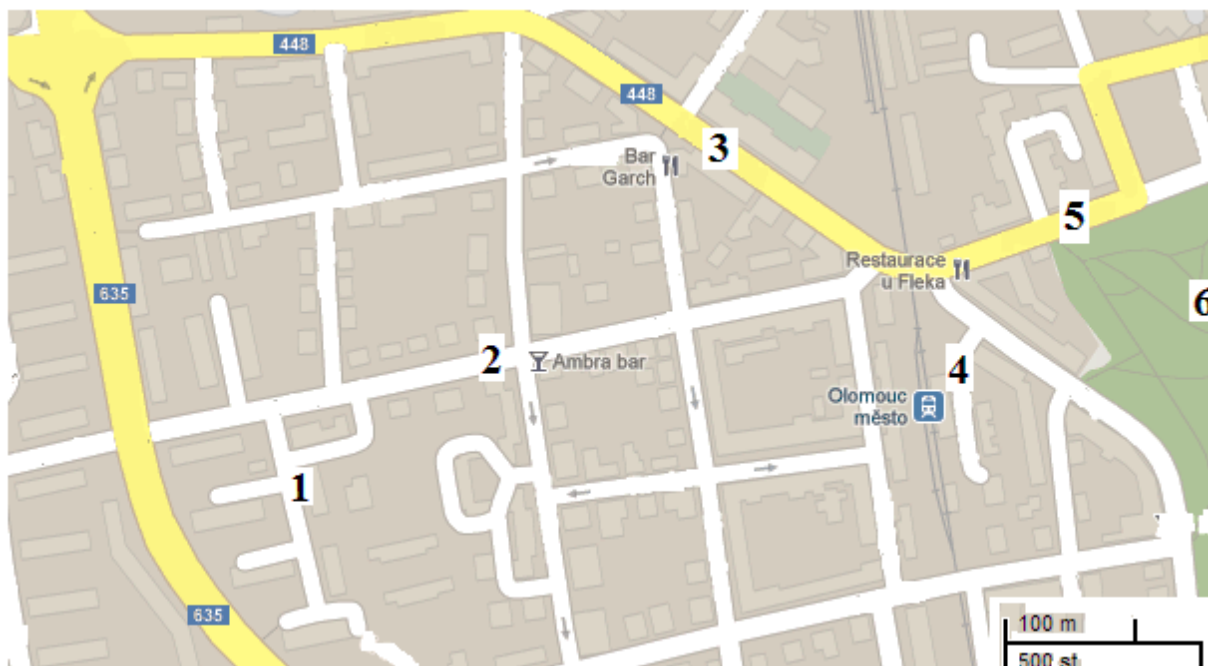 448
448
3
Bar
Garch
5
Restaurace
u Fleka
6
635
2
Ambra bar
4
Olomouc
město
1
635
100 m
500 st